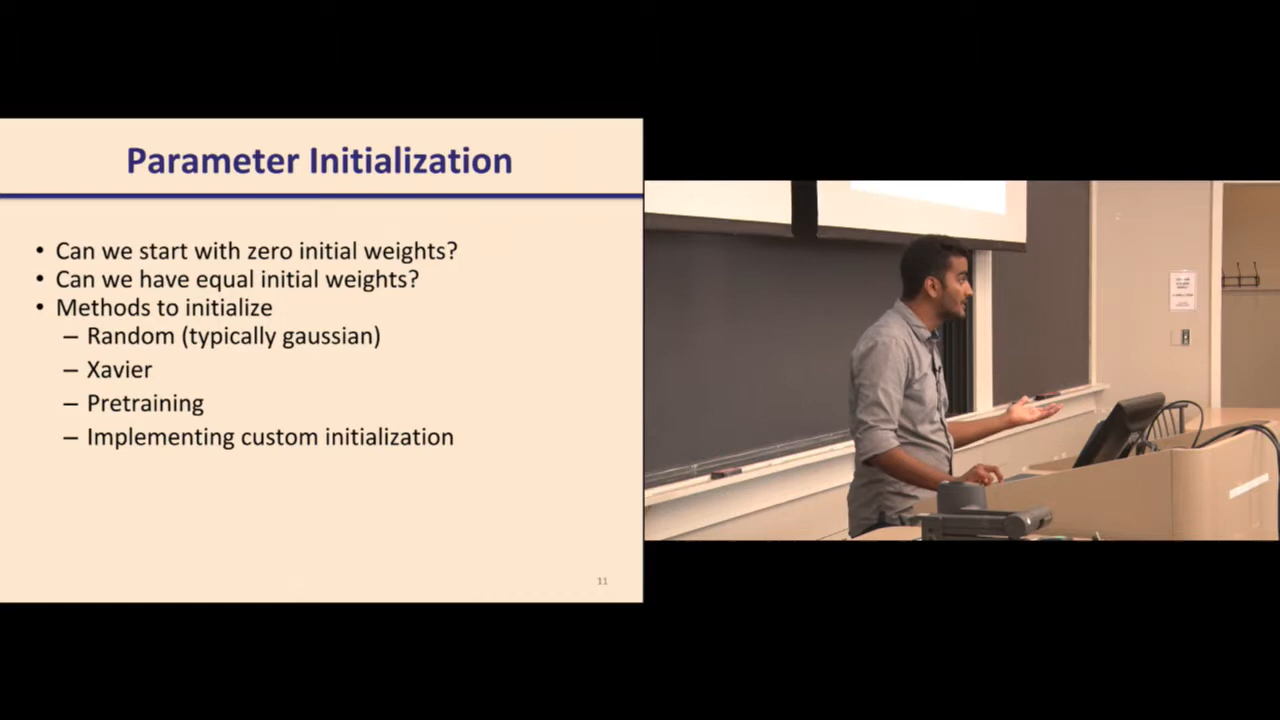 Parameter Initialization
• Can we start with zero initial weights?
• Can we have equal initial weights?
• Methods to initialize
– Random (typically gaussian)
– Xavier
– Pretraining
– Implementing custom initialization
11